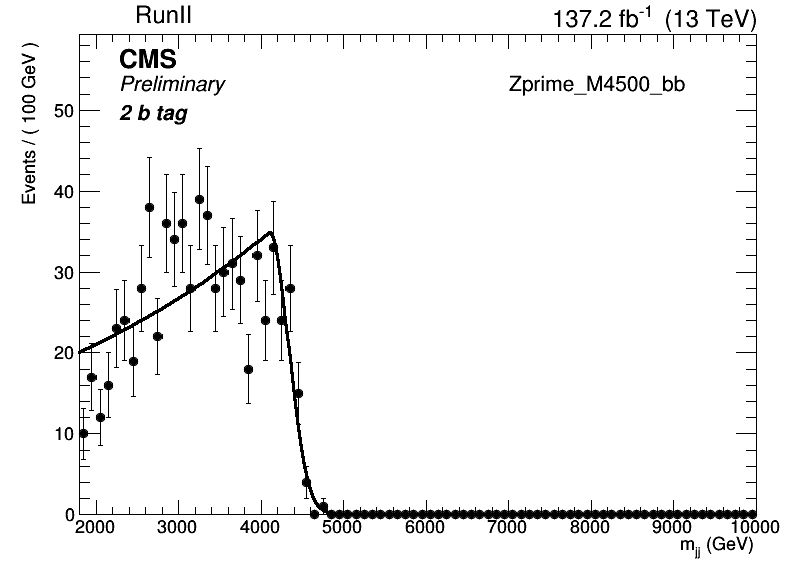 RunII 137.2 fb⁻¹ (13 TeV)
CMS
Preliminary Zprime_M4500_bb
2 b tag
Events / ( 100 GeV )
50
40
30
20
10
0
2000 3000 4000 5000 6000 7000 8000 9000 10000
m_jj (GeV)